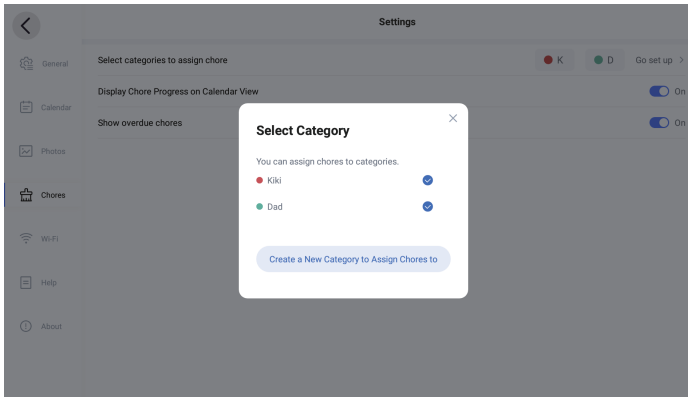 Settings
General
Select categories to assign chore K D Go set up >
Display Chore Progress on Calendar View On
Calendar
Show overdue chores On
Select Category
You can assign chores to categories.
Photos
Kiki
Chores
Dad
Wi-Fi
Create a New Category to Assign Chores to
Help
About